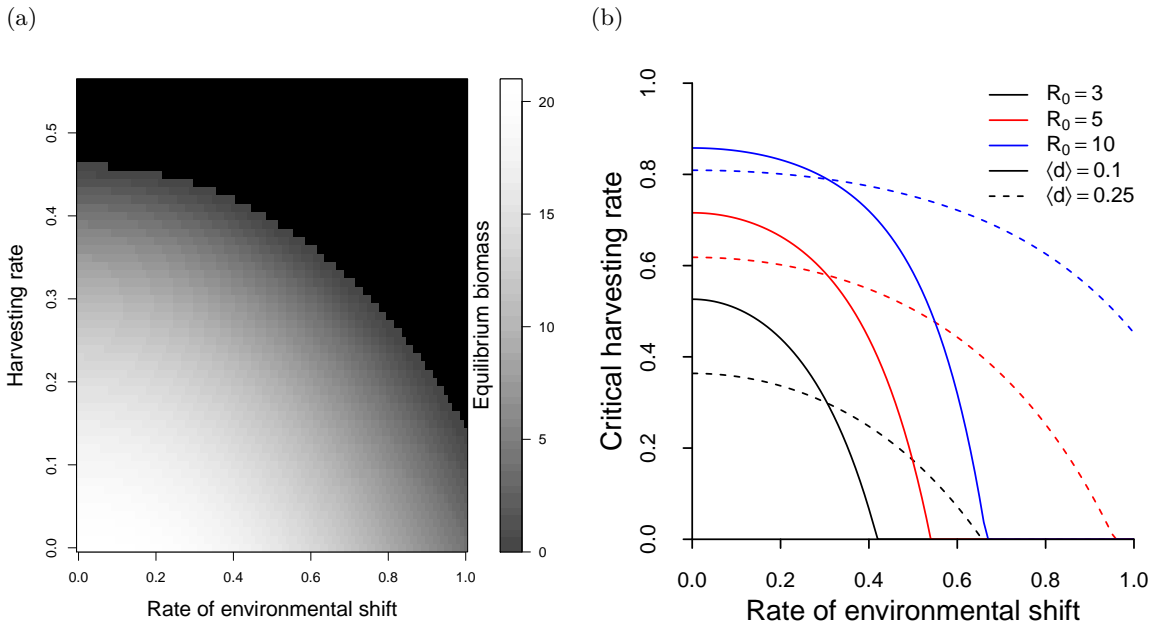 (a)
Harvesting rate
0.5
0.4
0.3
0.2
0.1
0.0
0.0 0.2 0.4 0.6 0.8 1.0
Rate of environmental shift
Equilibrium biomass
20
15
10
5
0
(b)
Critical harvesting rate
1.0
0.8
0.6
0.4
0.2
0.0
0.0 0.2 0.4 0.6 0.8 1.0
Rate of environmental shift
R₀ = 3
R₀ = 5
R₀ = 10
⟨d⟩ = 0.1
⟨d⟩ = 0.25